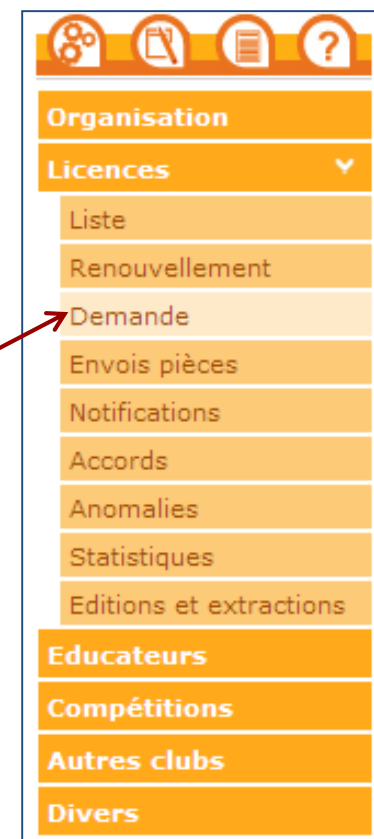 ?
Organisation
Licences
Liste
Renouvellement
Demande
Envois pièces
Notifications
Accords
Anomalies
Statistiques
Editions et extractions
Educateurs
Compétitions
Autres clubs
Divers